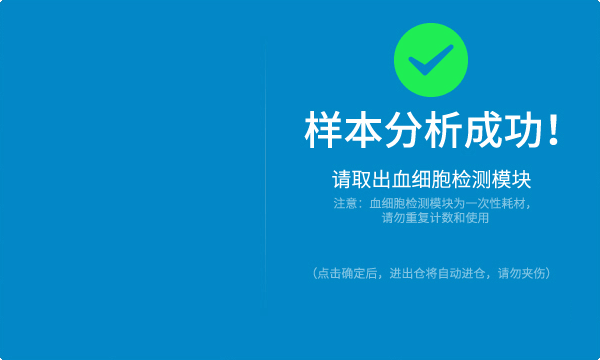 样本分析成功！
请取出血细胞检测模块
注意：血细胞检测模块为一次性耗材，
请勿重复计数和使用
（点击确定后，进出仓将自动进仓，请勿夹伤）